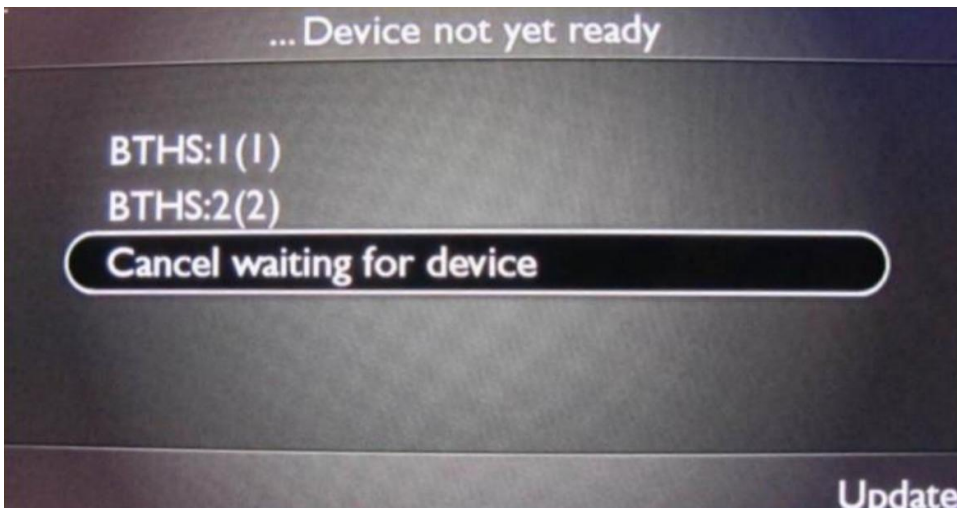 ... Device not yet ready
BTHS:1(1)
BTHS:2(2)
Cancel waiting for device
Update